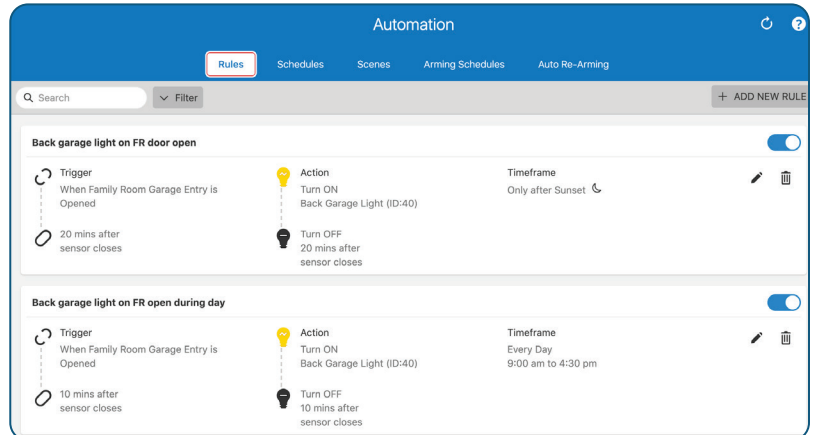 Automation
?
Rules Schedules Scenes Arming Schedules Auto Re-Arming
Search Filter + ADD NEW RULE
Back garage light on FR door open
Trigger Action Timeframe
When Family Room Garage Entry is Turn ON Only after Sunset
Opened Back Garage Light (ID:40)
20 mins after Turn OFF
sensor closes 20 mins after
sensor closes
Back garage light on FR open during day
Trigger Action Timeframe
When Family Room Garage Entry is Turn ON Every Day
Opened Back Garage Light (ID:40) 9:00 am to 4:30 pm
10 mins after Turn OFF
sensor closes 10 mins after
sensor closes